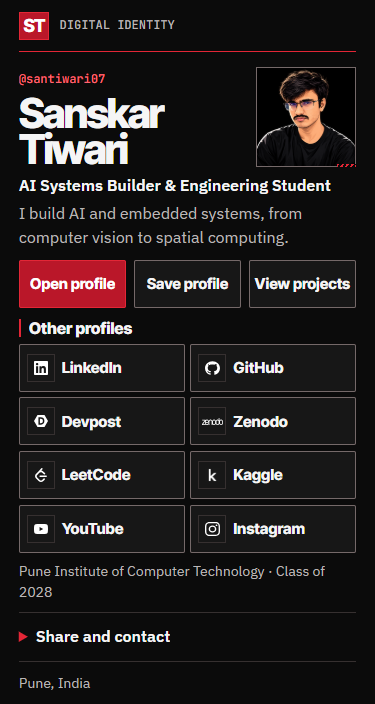 ST DIGITAL IDENTITY
@santiwari07
Sanskar
Tiwari
AI Systems Builder & Engineering Student
I build AI and embedded systems, from
computer vision to spatial computing.
Open profile Save profile View projects
Other profiles
LinkedIn GitHub
Devpost zenodo Zenodo
LeetCode Kaggle
YouTube Instagram
Pune Institute of Computer Technology · Class of
2028
Share and contact
Pune, India